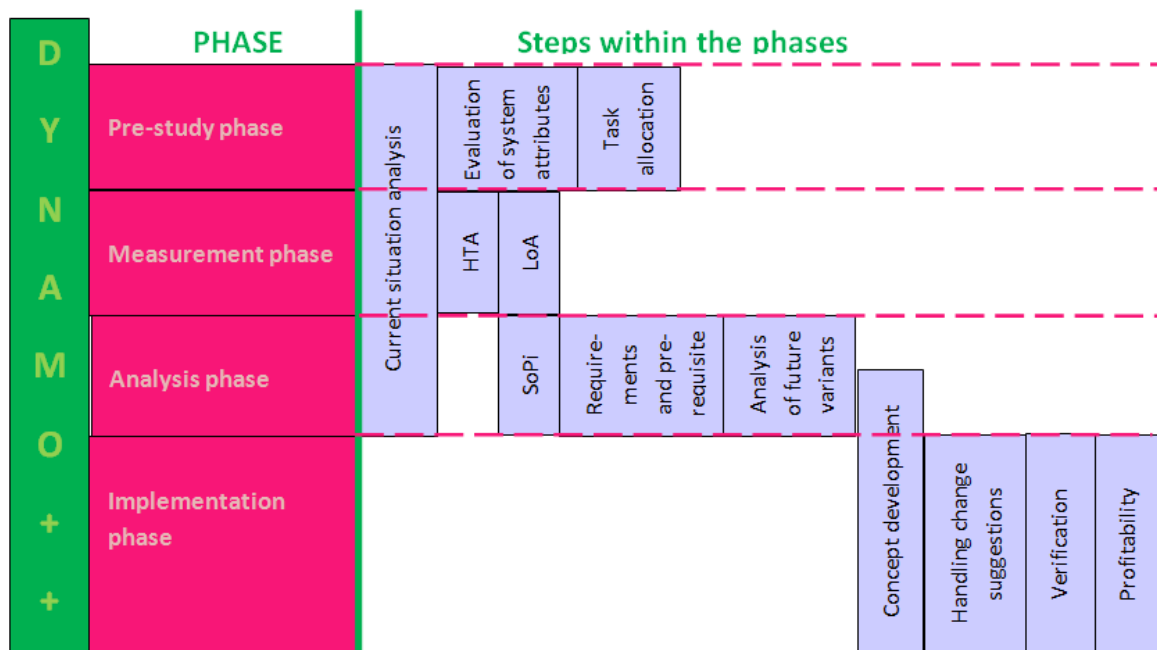 D
Y
N
A
M
O
+
+
PHASE
Steps within the phases
Pre-study phase
Current situation analysis
Evaluation
of system
attributes
Task
allocation
Measurement phase
HTA
LoA
Analysis phase
SoPi
Require-
ments
and pre-
requisite
Analysis
of future
variants
Implementation
phase
Concept development
Handling change
suggestions
Verification
Profitability